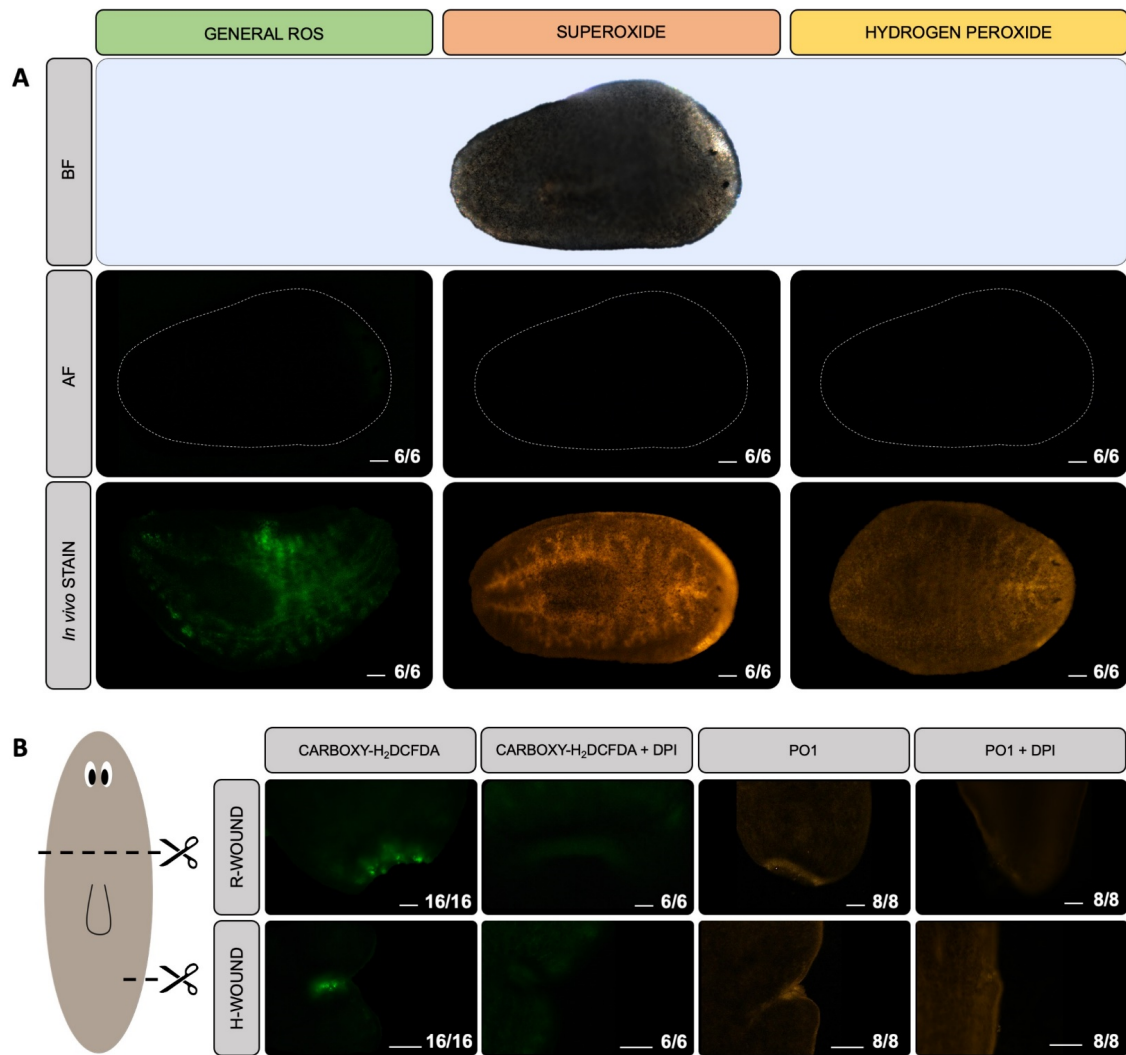 GENERAL ROS
SUPEROXIDE
HYDROGEN PEROXIDE
A
BF
AF
6/6
6/6
6/6
In vivo STAIN
6/6
6/6
6/6
B
CARBOXY-H₂DCFDA
CARBOXY-H₂DCFDA + DPI
PO1
PO1 + DPI
R-WOUND
16/16
6/6
8/8
8/8
H-WOUND
16/16
6/6
8/8
8/8